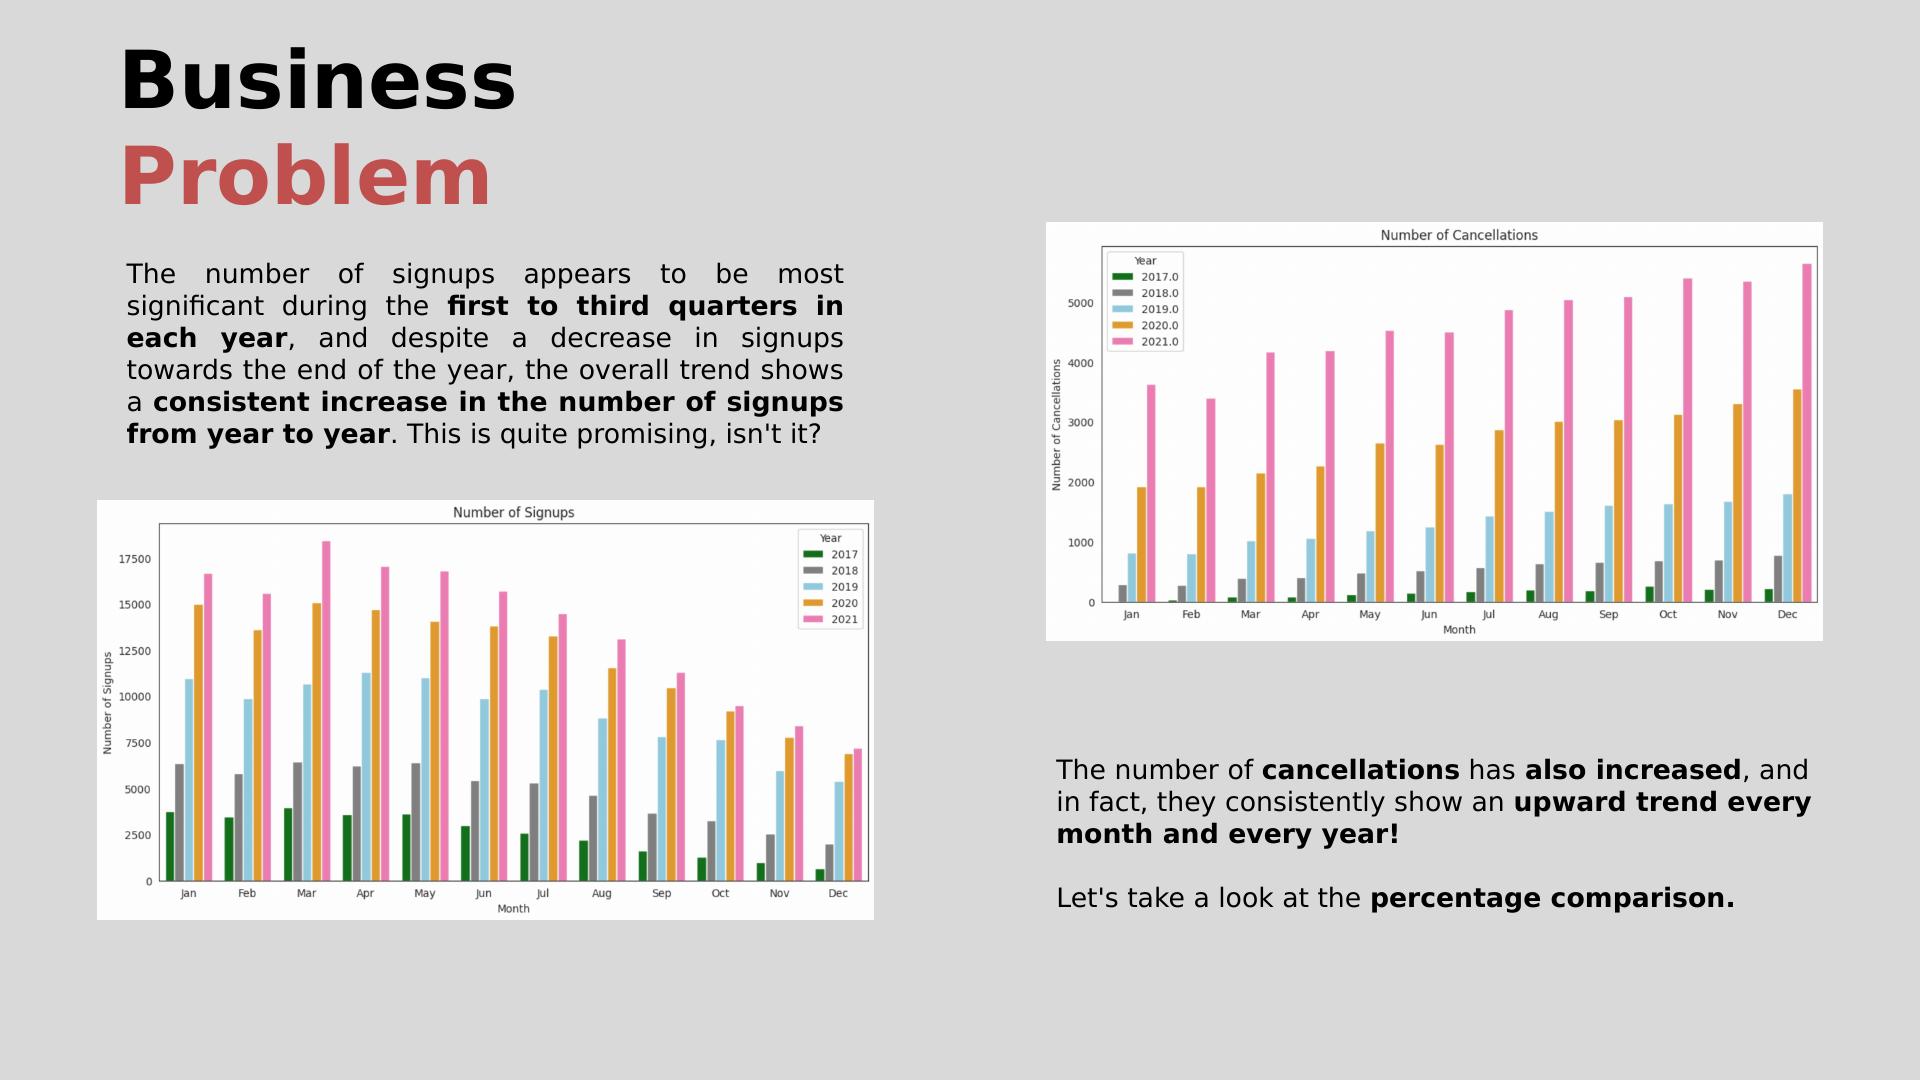 Business
Problem
The number of signups appears to be most
significant during the first to third quarters in
each year, and despite a decrease in signups
towards the end of the year, the overall trend shows
a consistent increase in the number of signups
from year to year. This is quite promising, isn't it?
Number of Signups
Year
2017
2018
2019
2020
2021
17500
15000
12500
10000
7500
5000
2500
0
Number of Signups
Jan Feb Mar Apr May Jun Jul Aug Sep Oct Nov Dec
Month
Number of Cancellations
Year
2017.0
2018.0
2019.0
2020.0
2021.0
5000
4000
3000
2000
1000
0
Number of Cancellations
Jan Feb Mar Apr May Jun Jul Aug Sep Oct Nov Dec
Month
The number of cancellations has also increased, and
in fact, they consistently show an upward trend every
month and every year!
Let's take a look at the percentage comparison.